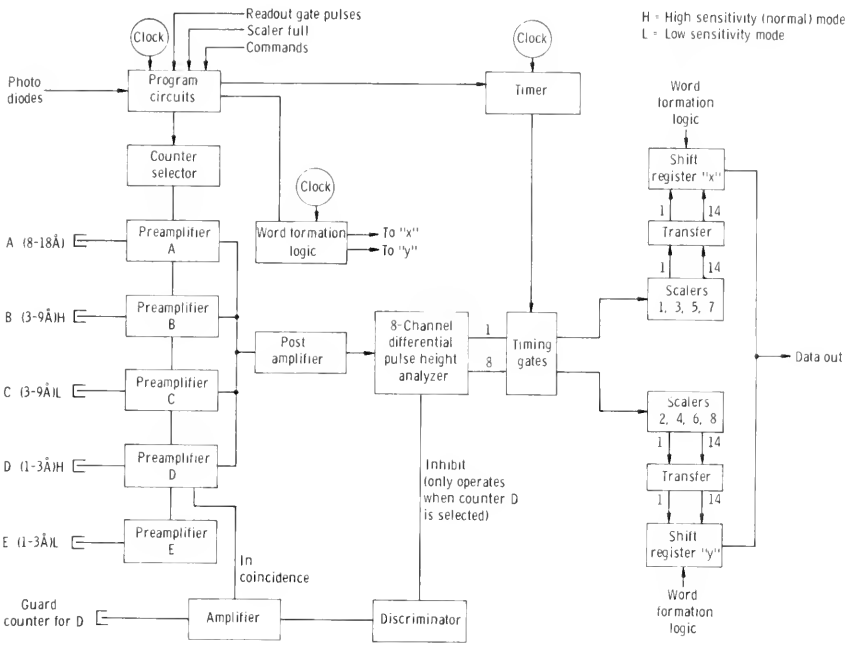 Readout gate pulses
Scaler full
Commands
H = High sensitivity (normal) mode
L = Low sensitivity mode
Clock
Clock
Photo
diodes
Program
circuits
Timer
Word
formation
logic
Counter
selector
Shift
register "x"
Clock
1
14
A (8-18Å)
Preamplifier
A
Word formation
logic
To "x"
To "y"
Transfer
1
14
B (3-9Å)H
Preamplifier
B
Scalers
1, 3, 5, 7
Post
amplifier
8-Channel
differential
pulse height
analyzer
1
8
Timing
gates
Data out
C (3-9Å)L
Preamplifier
C
Scalers
2, 4, 6, 8
1
14
D (1-3Å)H
Preamplifier
D
Inhibit
(only operates
when counter D
is selected)
Transfer
1
14
E (1-3Å)L
Preamplifier
E
Shift
register "y"
In
coincidence
Guard
counter for D
Amplifier
Discriminator
Word
formation
logic